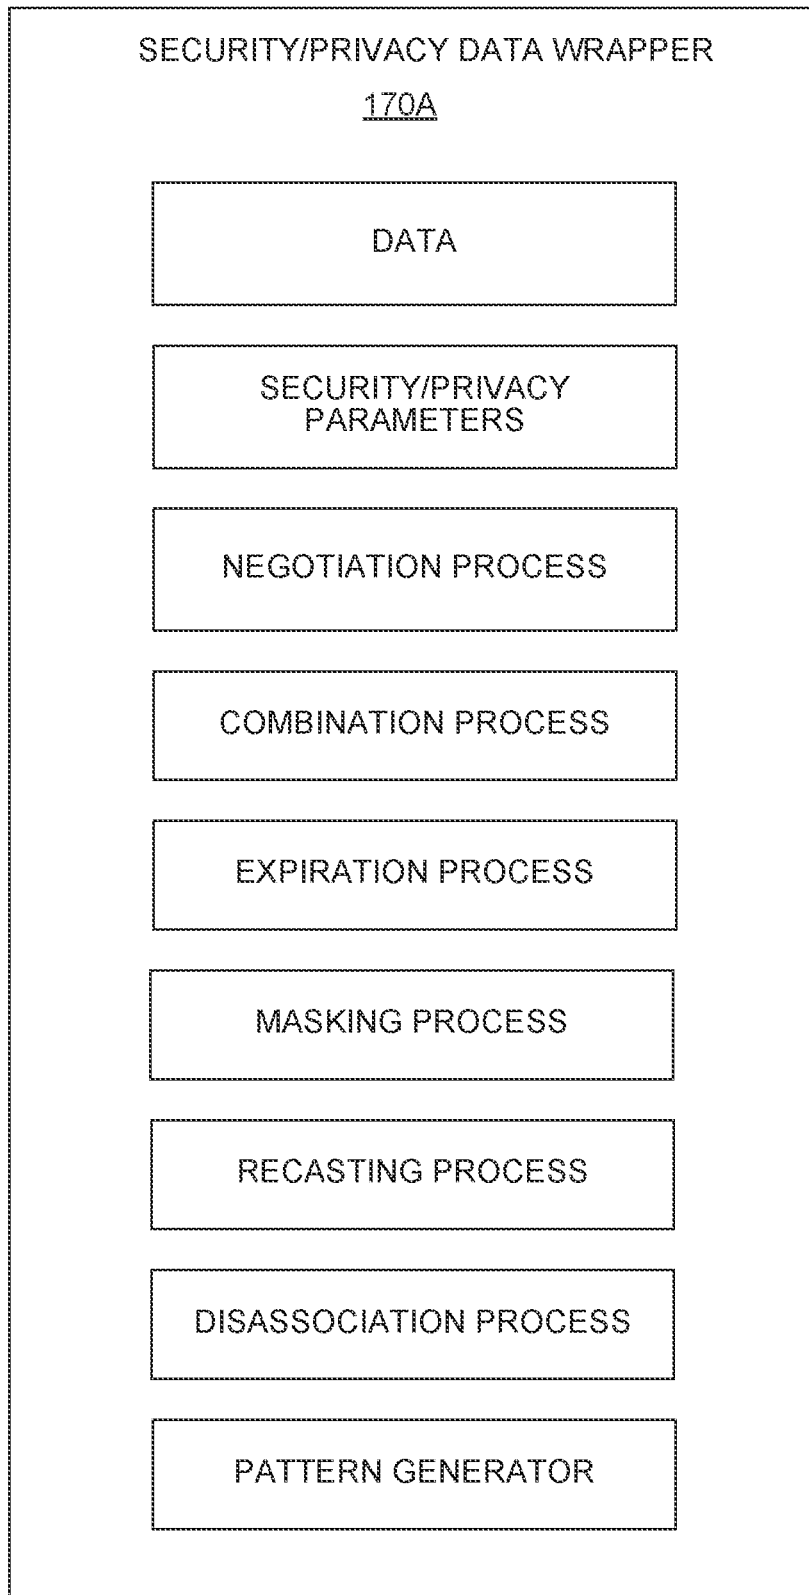 SECURITY/PRIVACY DATA WRAPPER
170A
DATA
SECURITY/PRIVACY
PARAMETERS
NEGOTIATION PROCESS
COMBINATION PROCESS
EXPIRATION PROCESS
MASKING PROCESS
RECASTING PROCESS
DISASSOCIATION PROCESS
PATTERN GENERATOR